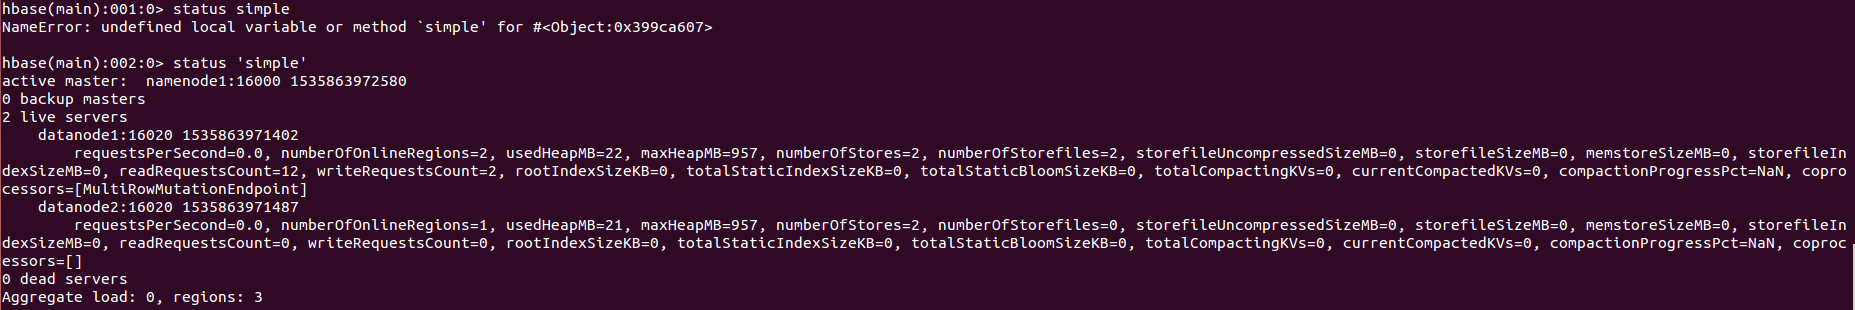 hbase(main):001:0> status simple
NameError: undefined local variable or method `simple' for #<Object:0x399ca607>
hbase(main):002:0> status 'simple'
active master:  namenode1:16000 1535863972580
0 backup masters
2 live servers
    datanode1:16020 1535863971402
        requestsPerSecond=0.0, numberOfOnlineRegions=2, usedHeapMB=22, maxHeapMB=957, numberOfStores=2, numberOfStorefiles=2, storefileUncompressedSizeMB=0, storefileSizeMB=0, memstoreSizeMB=0, storefileIn
dexSizeMB=0, readRequestsCount=12, writeRequestsCount=2, rootIndexSizeKB=0, totalStaticIndexSizeKB=0, totalStaticBloomSizeKB=0, totalCompactingKVs=0, currentCompactedKVs=0, compactionProgressPct=NaN, copro
cessors=[MultiRowMutationEndpoint]
    datanode2:16020 1535863971487
        requestsPerSecond=0.0, numberOfOnlineRegions=1, usedHeapMB=21, maxHeapMB=957, numberOfStores=2, numberOfStorefiles=0, storefileUncompressedSizeMB=0, storefileSizeMB=0, memstoreSizeMB=0, storefileIn
dexSizeMB=0, readRequestsCount=0, writeRequestsCount=0, rootIndexSizeKB=0, totalStaticIndexSizeKB=0, totalStaticBloomSizeKB=0, totalCompactingKVs=0, currentCompactedKVs=0, compactionProgressPct=NaN, coproc
essors=[]
0 dead servers
Aggregate load: 0, regions: 3